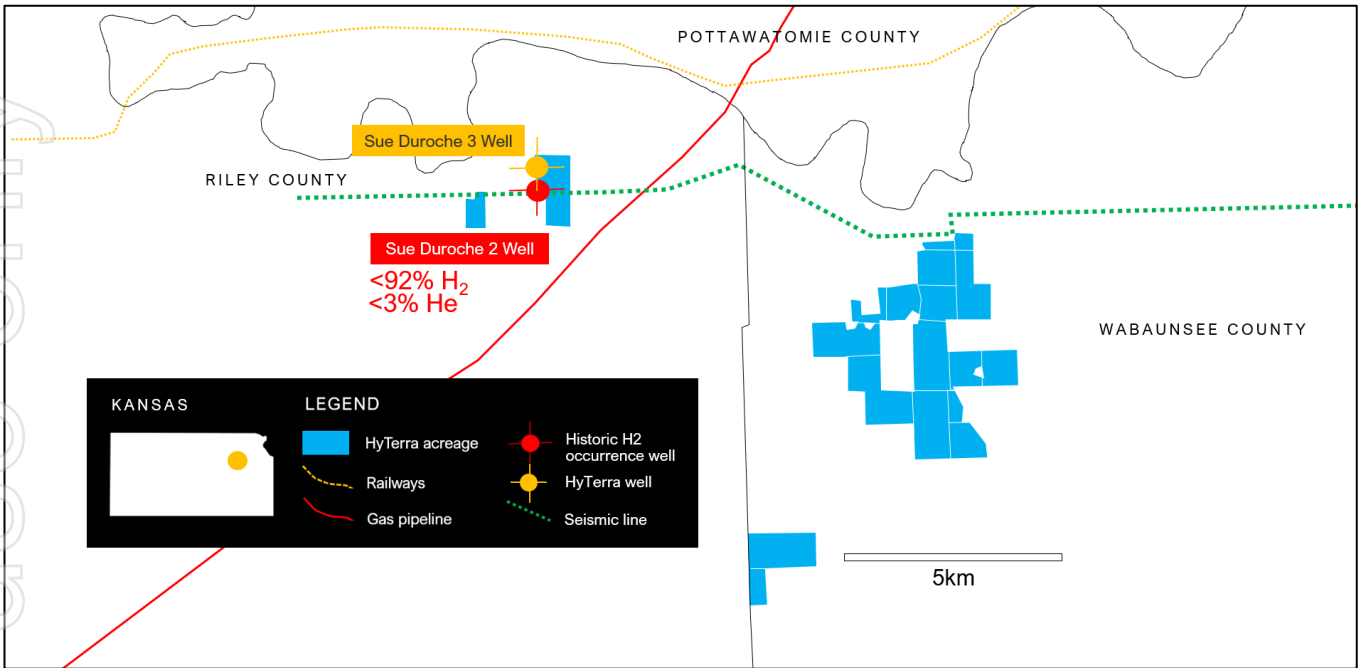 POTTAWATOMIE COUNTY
Sue Duroche 3 Well
RILEY COUNTY
Sue Duroche 2 Well
<92% H₂
<3% He
WABAUNSEE COUNTY
KANSAS
LEGEND
HyTerra acreage
Railways
Gas pipeline
Historic H2
occurrence well
HyTerra well
Seismic line
5km